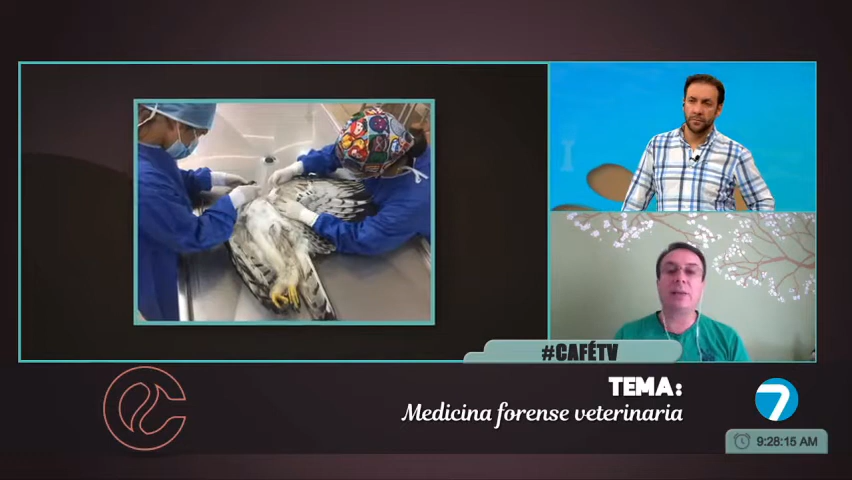 #CAFÉTV
TEMA:
Medicina forense veterinaria
7
9:28:15 AM